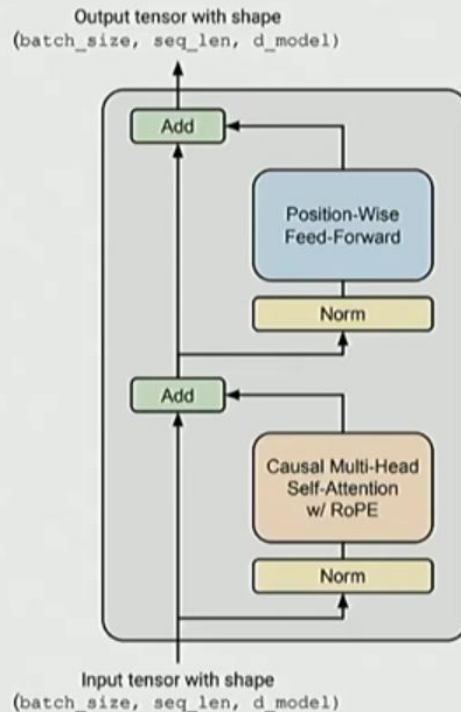 Output tensor with shape
(batch_size, seq_len, d_model)
Add
Position-Wise
Feed-Forward
Norm
Add
Causal Multi-Head
Self-Attention
w/ RoPE
Norm
Input tensor with shape
(batch_size, seq_len, d_model)